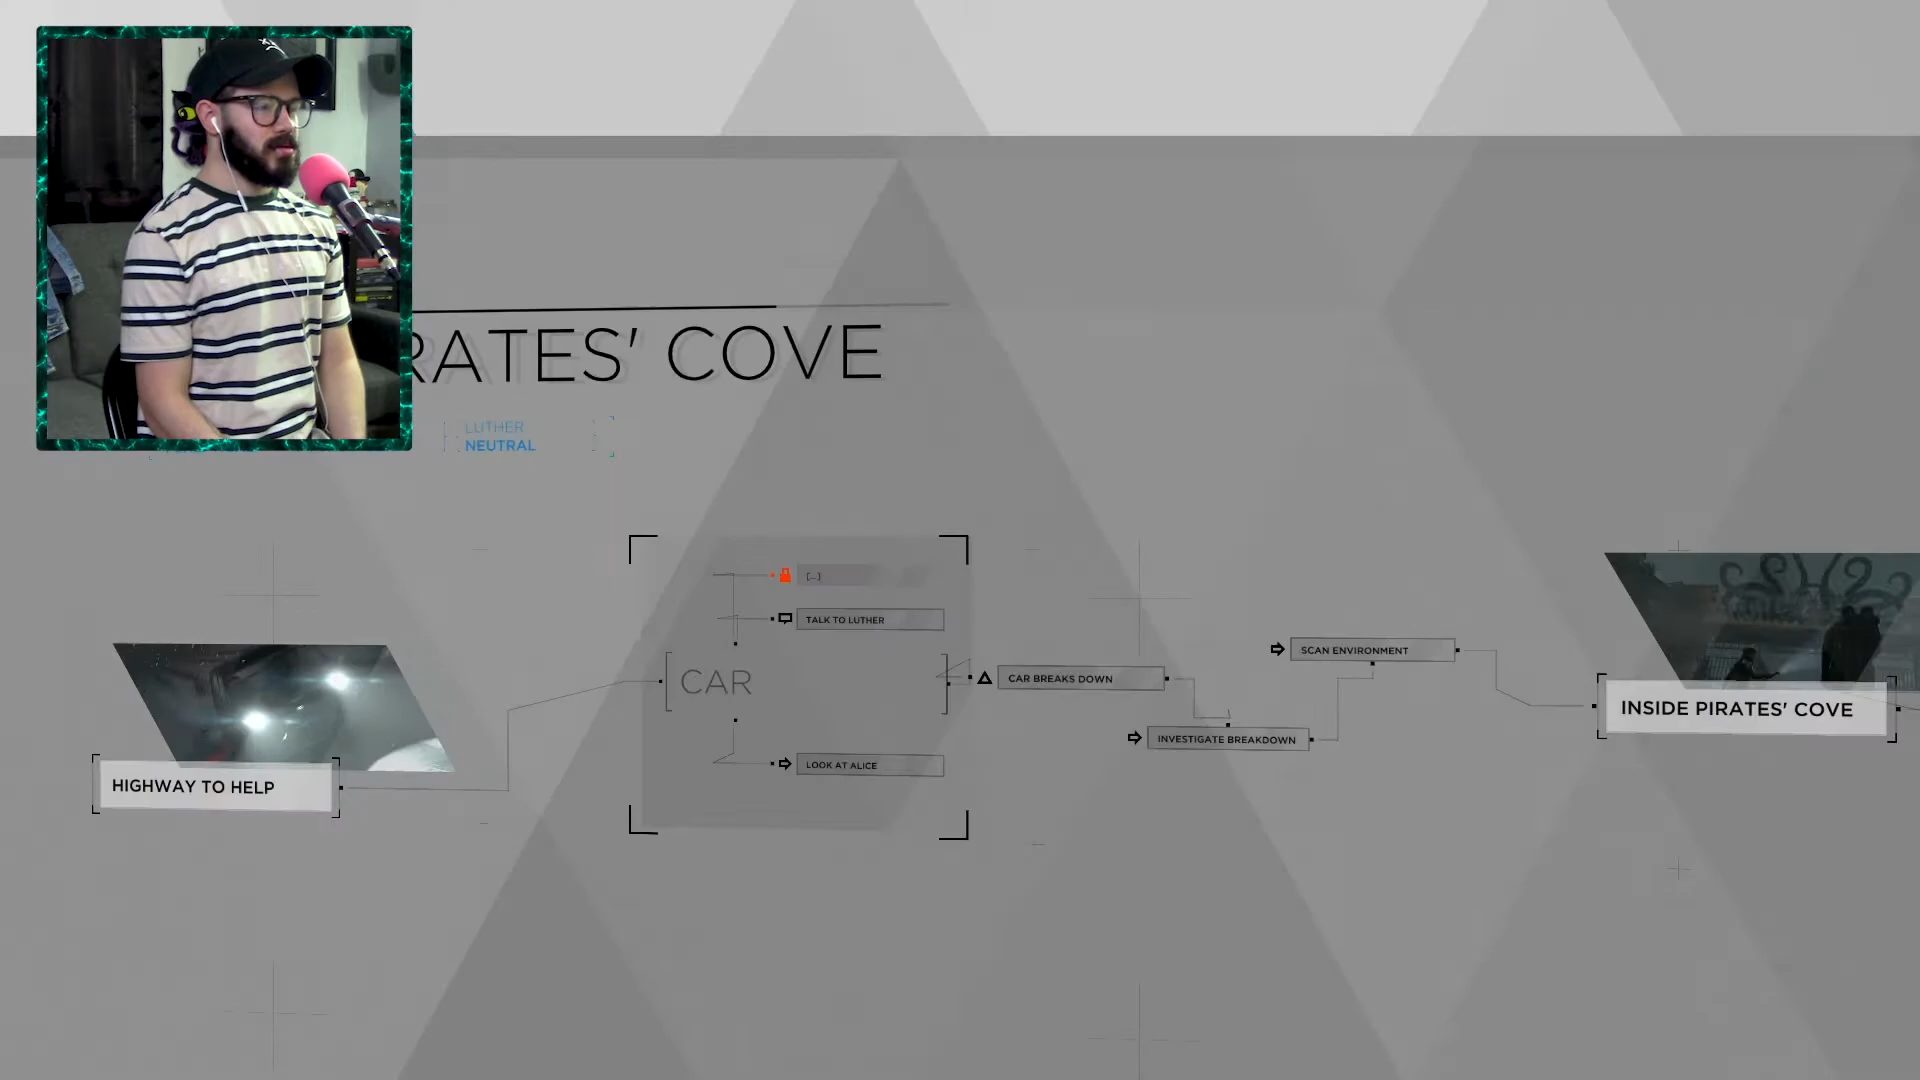 RATES' COVE
LUTHER
NEUTRAL
[...]
TALK TO LUTHER
CAR
LOOK AT ALICE
CAR BREAKS DOWN
INVESTIGATE BREAKDOWN
SCAN ENVIRONMENT
HIGHWAY TO HELP
INSIDE PIRATES' COVE